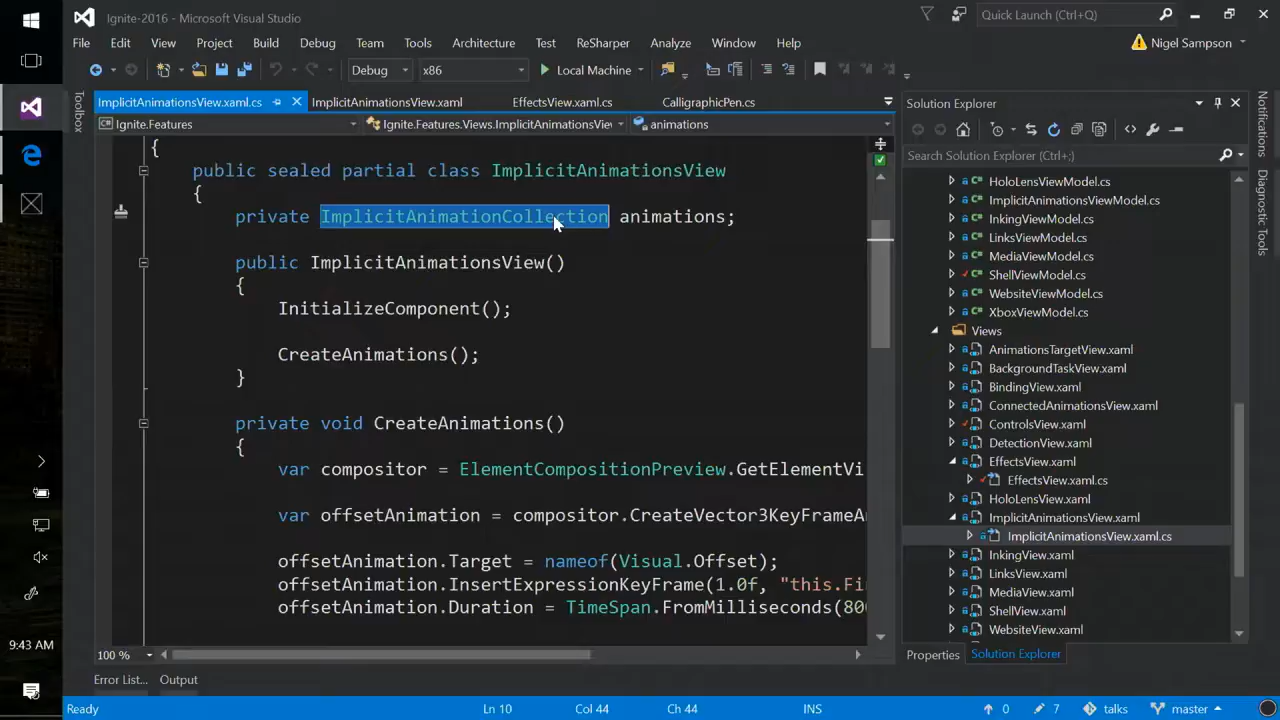 Ignite-2016 - Microsoft Visual Studio
Quick Launch (Ctrl+Q)
File Edit View Project Build Debug Team Tools Architecture Test ReSharper Analyze Window Help
Nigel Sampson
Debug x86 Local Machine
ImplicitAnimationsView.xaml.cs ImplicitAnimationsView.xaml EffectsView.xaml.cs CalligraphicPen.cs
Toolbox
Ignite.Features Ignite.Features.Views.ImplicitAnimationsView animations
{
public sealed partial class ImplicitAnimationsView
{
private ImplicitAnimationCollection animations;
public ImplicitAnimationsView()
{
InitializeComponent();
CreateAnimations();
}
private void CreateAnimations()
{
var compositor = ElementCompositionPreview.GetElementVi
var offsetAnimation = compositor.CreateVector3KeyFrameAn
offsetAnimation.Target = nameof(Visual.Offset);
offsetAnimation.InsertExpressionKeyFrame(1.0f, "this.Fi
offsetAnimation.Duration = TimeSpan.FromMilliseconds(800
100 %
Error List... Output
Solution Explorer
Search Solution Explorer (Ctrl+;)
HoloLensViewModel.cs
ImplicitAnimationsViewModel.cs
InkingViewModel.cs
LinksViewModel.cs
MediaViewModel.cs
ShellViewModel.cs
WebsiteViewModel.cs
XboxViewModel.cs
Views
AnimationsTargetView.xaml
BackgroundTaskView.xaml
BindingView.xaml
ConnectedAnimationsView.xaml
ControlsView.xaml
DetectionView.xaml
EffectsView.xaml
EffectsView.xaml.cs
HoloLensView.xaml
ImplicitAnimationsView.xaml
ImplicitAnimationsView.xaml.cs
InkingView.xaml
LinksView.xaml
MediaView.xaml
ShellView.xaml
WebsiteView.xaml
Properties Solution Explorer
Notifications
Diagnostic Tools
9:43 AM
Ready Ln 10 Col 44 Ch 44 INS 0 7 talks master